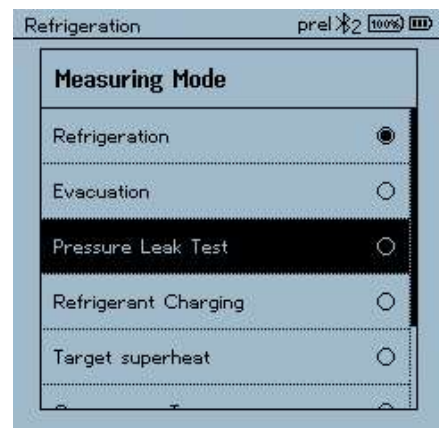 Refrigeration prel 2 100%
Measuring Mode
Refrigeration
Evacuation
Pressure Leak Test
Refrigerant Charging
Target superheat